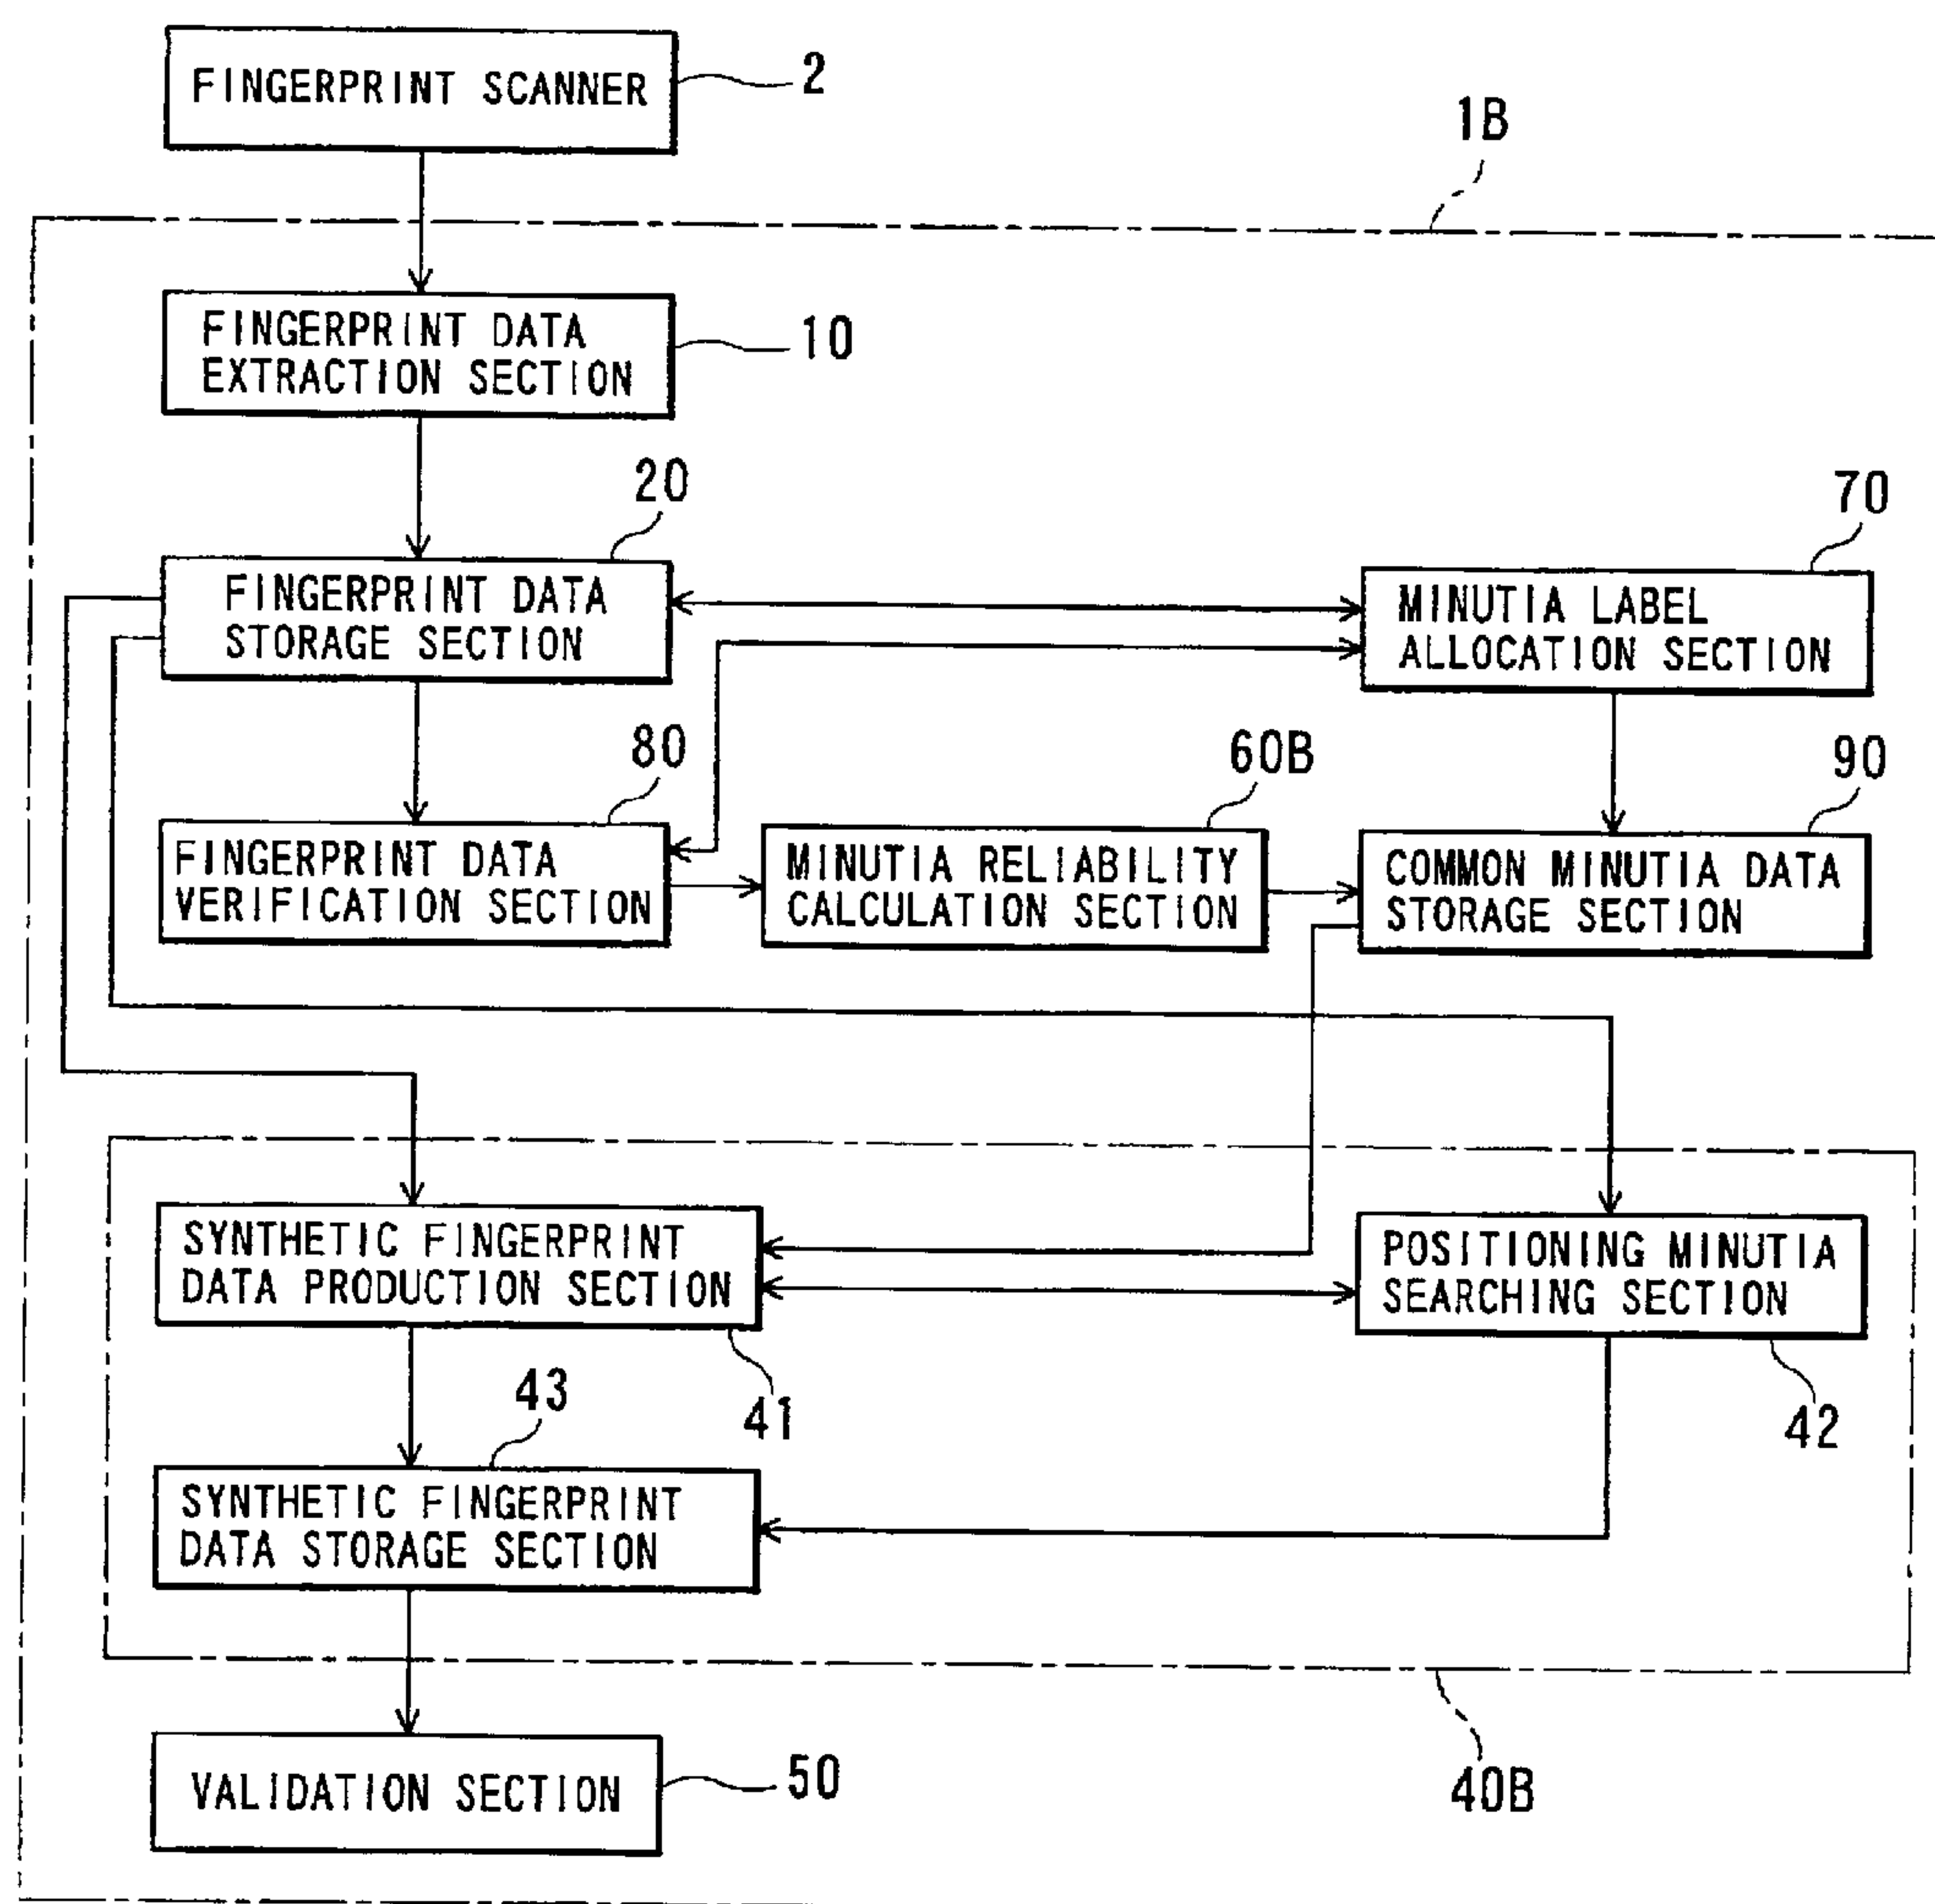 FINGERPRINT SCANNER
2
1B
FINGERPRINT DATA
EXTRACTION SECTION
10
20
70
FINGERPRINT DATA
STORAGE SECTION
MINUTIA LABEL
ALLOCATION SECTION
80
60B
90
FINGERPRINT DATA
VERIFICATION SECTION
MINUTIA RELIABILITY
CALCULATION SECTION
COMMON MINUTIA DATA
STORAGE SECTION
SYNTHETIC FINGERPRINT
DATA PRODUCTION SECTION
POSITIONING MINUTIA
SEARCHING SECTION
43
41
42
SYNTHETIC FINGERPRINT
DATA STORAGE SECTION
VALIDATION SECTION
50
40B